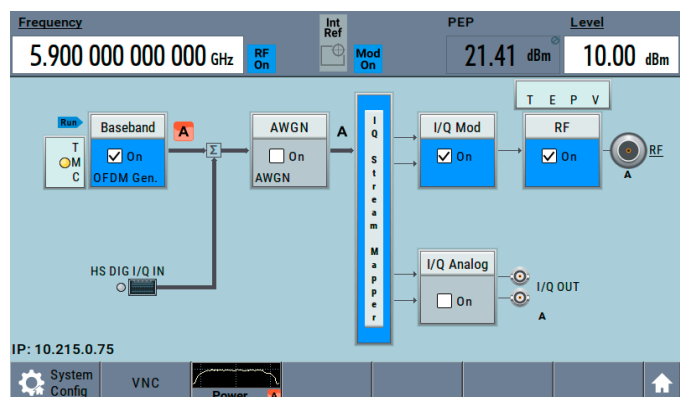 Frequency
Int Ref
PEP
Level
5.900 000 000 000 GHz
RF On
Mod On
21.41 dBm
10.00 dBm
T E P V
Run
Baseband
A
AWGN
A
I/Q Stream Mapper
I/Q Mod
RF
T
M
C
On
On
On
On
RF
OFDM Gen.
AWGN
A
HS DIG I/Q IN
I/Q Analog
On
I/Q OUT
A
IP: 10.215.0.75
System Config
VNC
Power
A